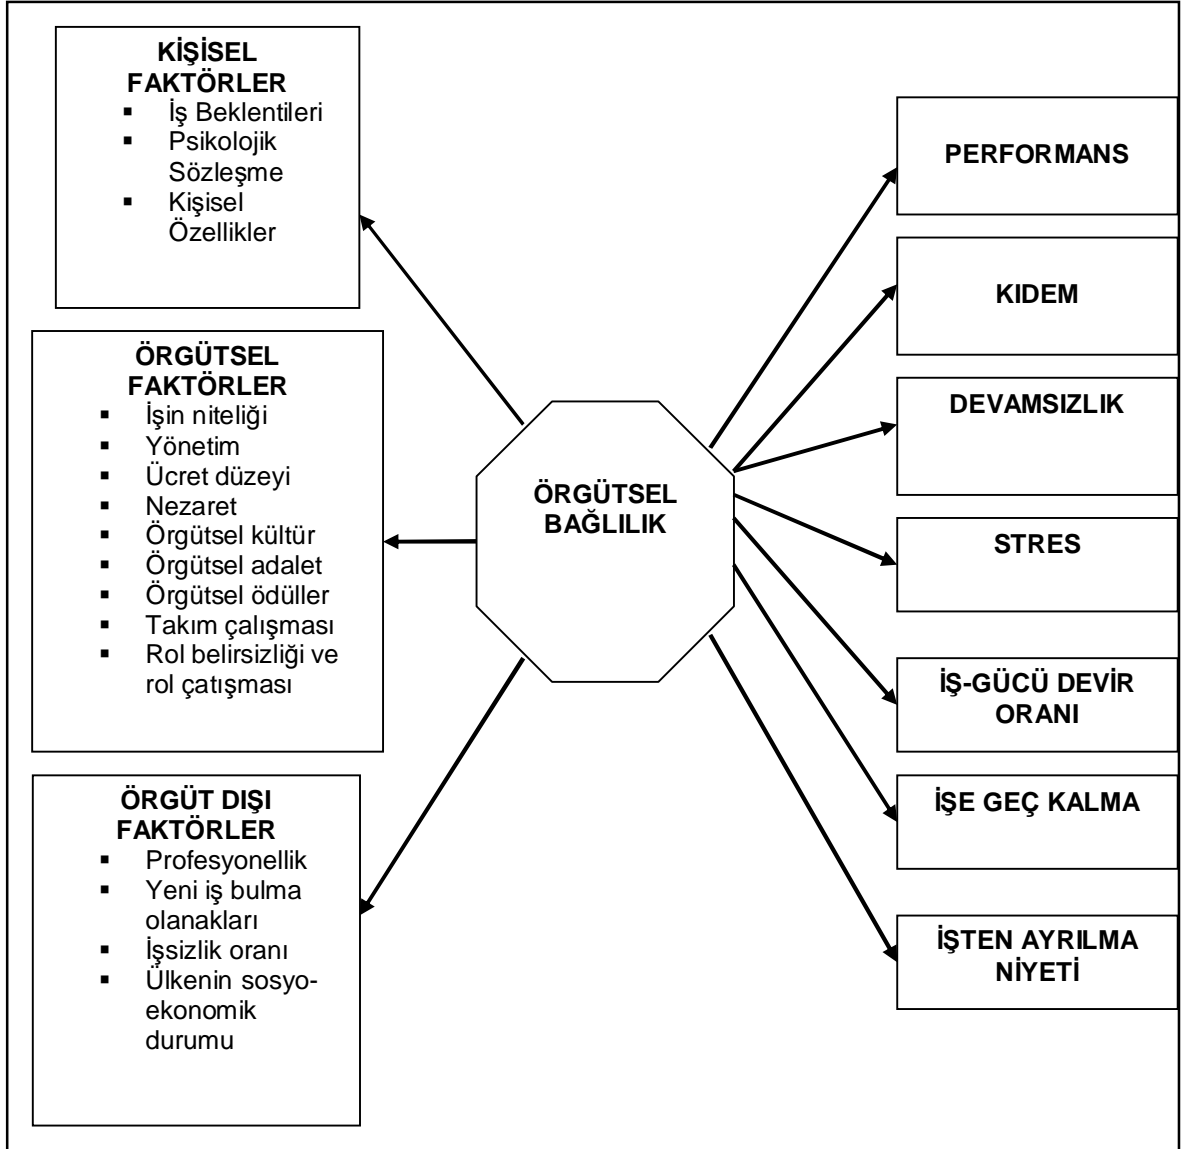 KİŞİSEL
FAKTÖRLER
▪ İş Beklentileri
▪ Psikolojik
Sözleşme
▪ Kişisel
Özellikler
ÖRGÜTSEL
FAKTÖRLER
▪ İşin niteliği
▪ Yönetim
▪ Ücret düzeyi
▪ Nezaret
▪ Örgütsel kültür
▪ Örgütsel adalet
▪ Örgütsel ödüller
▪ Takım çalışması
▪ Rol belirsizliği ve
rol çatışması
ÖRGÜT DIŞI
FAKTÖRLER
▪ Profesyonellik
▪ Yeni iş bulma
olanakları
▪ İşsizlik oranı
▪ Ülkenin sosyo-
ekonomik
durumu
ÖRGÜTSEL
BAĞLILIK
PERFORMANS
KIDEM
DEVAMSIZLIK
STRES
İŞ-GÜCÜ DEVİR
ORANI
İŞE GEÇ KALMA
İŞTEN AYRILMA
NİYETİ